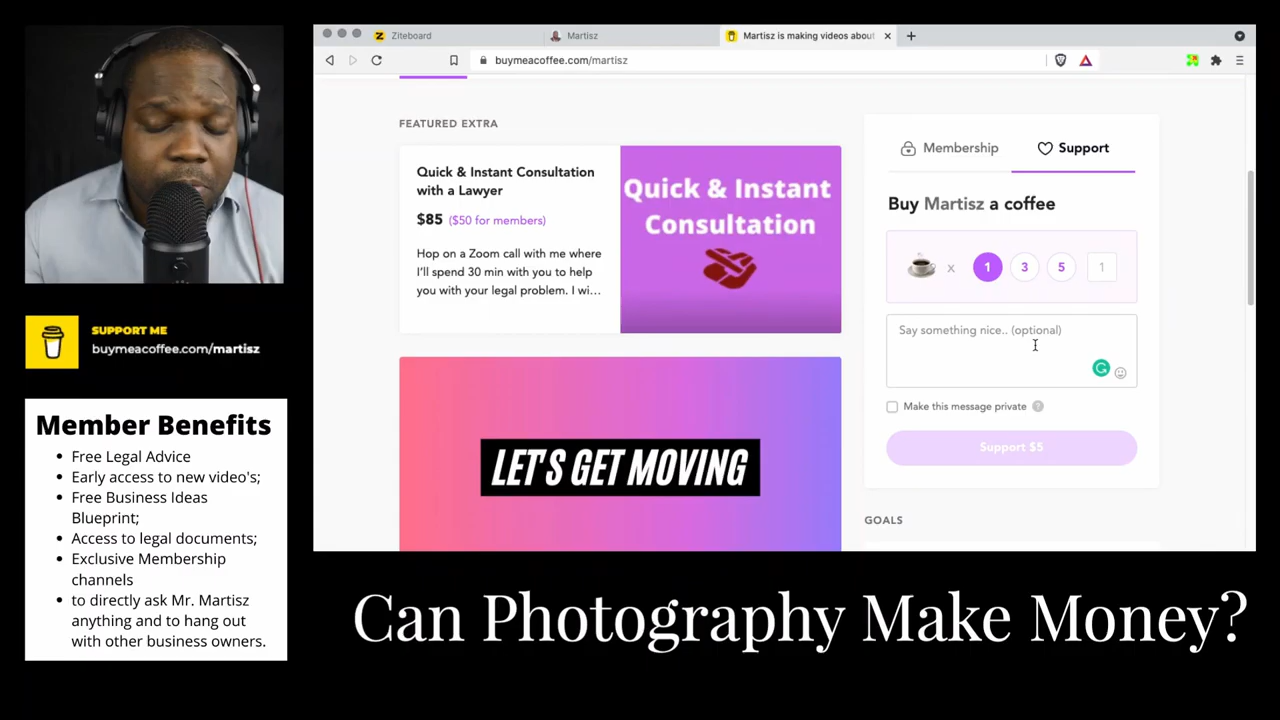 Ziteboard
Martisz
Martisz is making videos about
buymeacoffee.com/martisz
FEATURED EXTRA
Quick & Instant Consultation
with a Lawyer
$85 ($50 for members)
Hop on a Zoom call with me where
I'll spend 30 min with you to help
you with your legal problem. I wi...
Quick & Instant
Consultation
LET'S GET MOVING
Membership
Support
Buy Martisz a coffee
x 1 3 5 1
Say something nice.. (optional)
Make this message private ?
Support $5
GOALS
SUPPORT ME
buymeacoffee.com/martisz
Member Benefits
• Free Legal Advice
• Early access to new video's;
• Free Business Ideas
Blueprint;
• Access to legal documents;
• Exclusive Membership
channels
• to directly ask Mr. Martisz
anything and to hang out
with other business owners.
Can Photography Make Money?